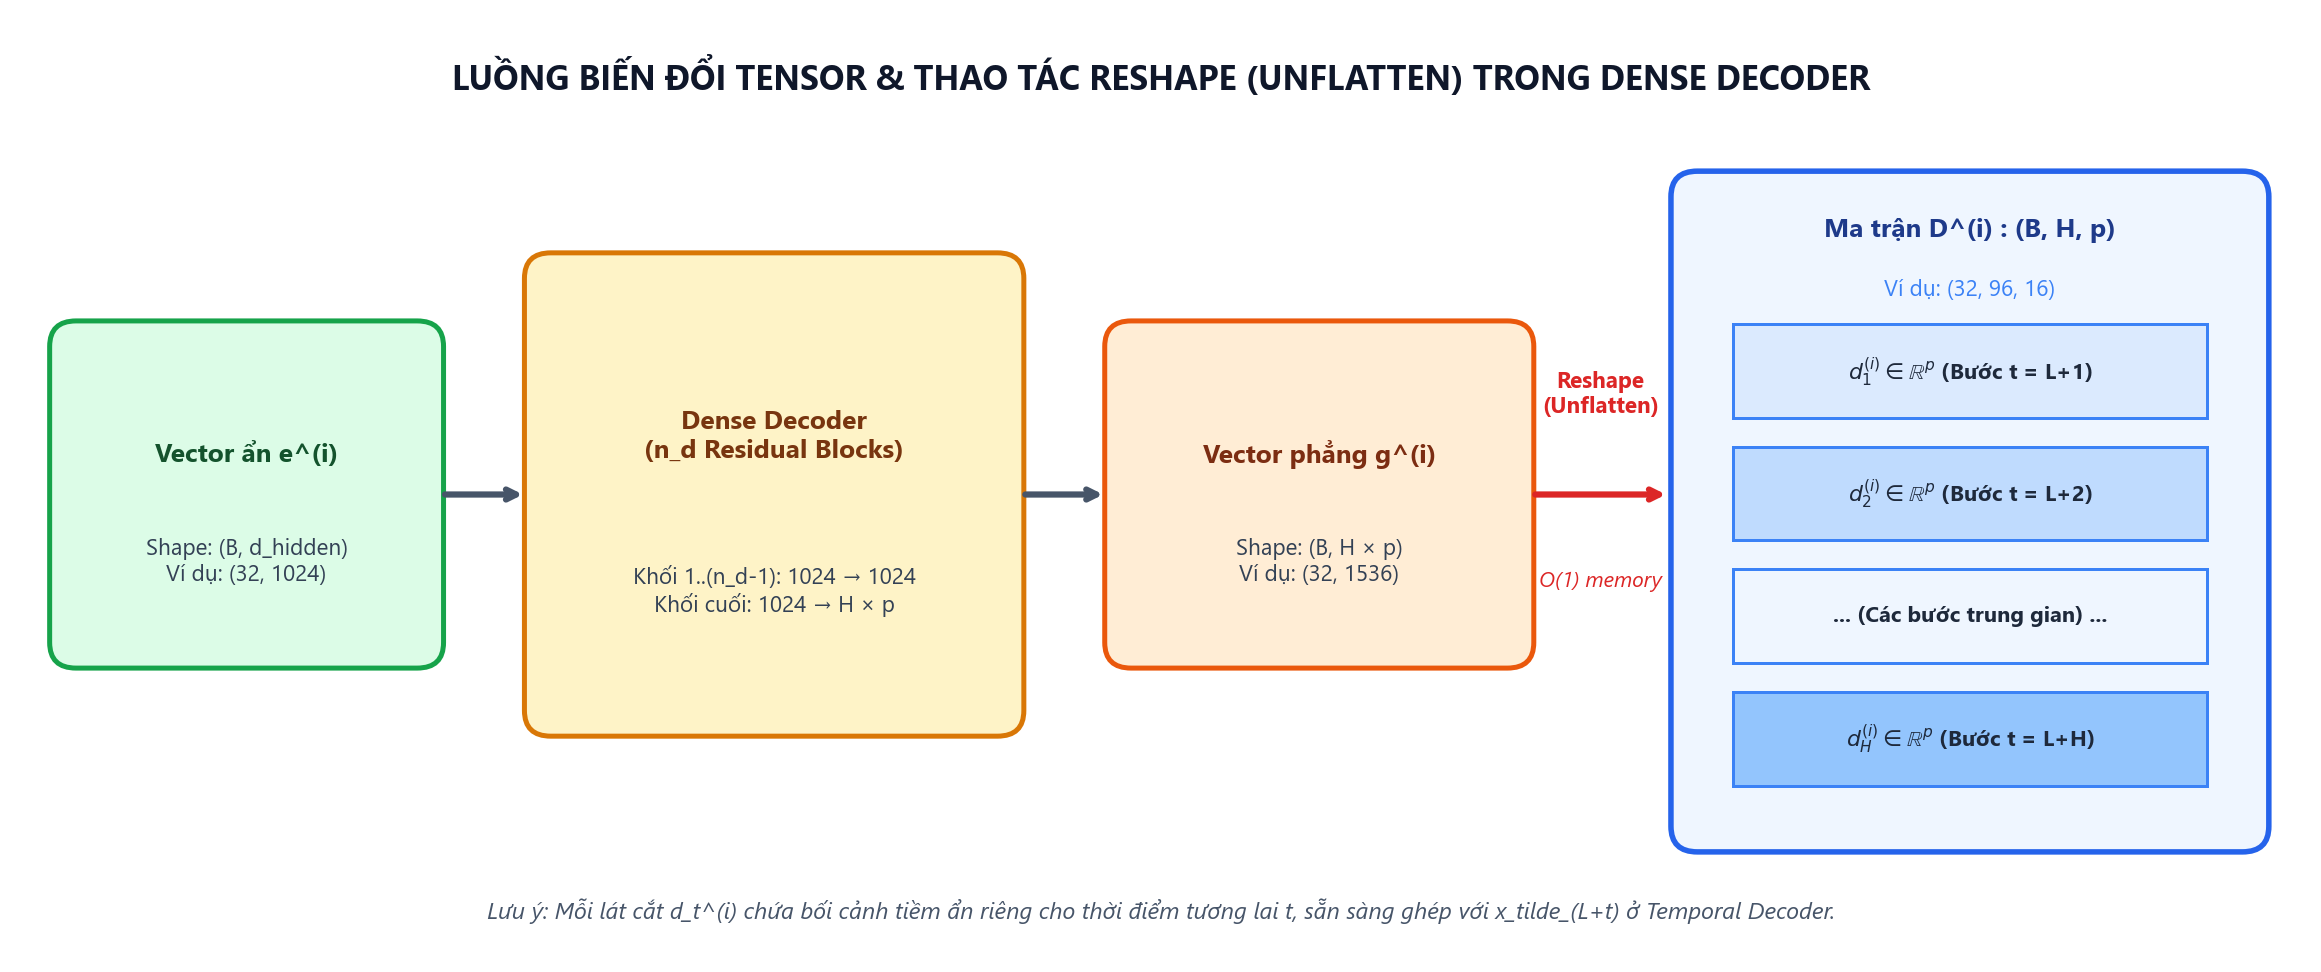 LUỒNG BIẾN ĐỔI TENSOR & THAO TÁC RESHAPE (UNFLATTEN) TRONG DENSE DECODER
Vector ẩn e^(i)
Shape: (B, d_hidden)
Ví dụ: (32, 1024)
Dense Decoder
(n_d Residual Blocks)
Khối 1..(n_d-1): 1024 → 1024
Khối cuối: 1024 → H × p
Vector phẳng g^(i)
Shape: (B, H × p)
Ví dụ: (32, 1536)
Reshape
(Unflatten)
O(1) memory
Ma trận D^(i) : (B, H, p)
Ví dụ: (32, 96, 16)
d_1^(i) ∈ ℝ^p (Bước t = L+1)
d_2^(i) ∈ ℝ^p (Bước t = L+2)
... (Các bước trung gian) ...
d_H^(i) ∈ ℝ^p (Bước t = L+H)
Lưu ý: Mỗi lát cắt d_t^(i) chứa bối cảnh tiềm ẩn riêng cho thời điểm tương lai t, sẵn sàng ghép với x_tilde_(L+t) ở Temporal Decoder.